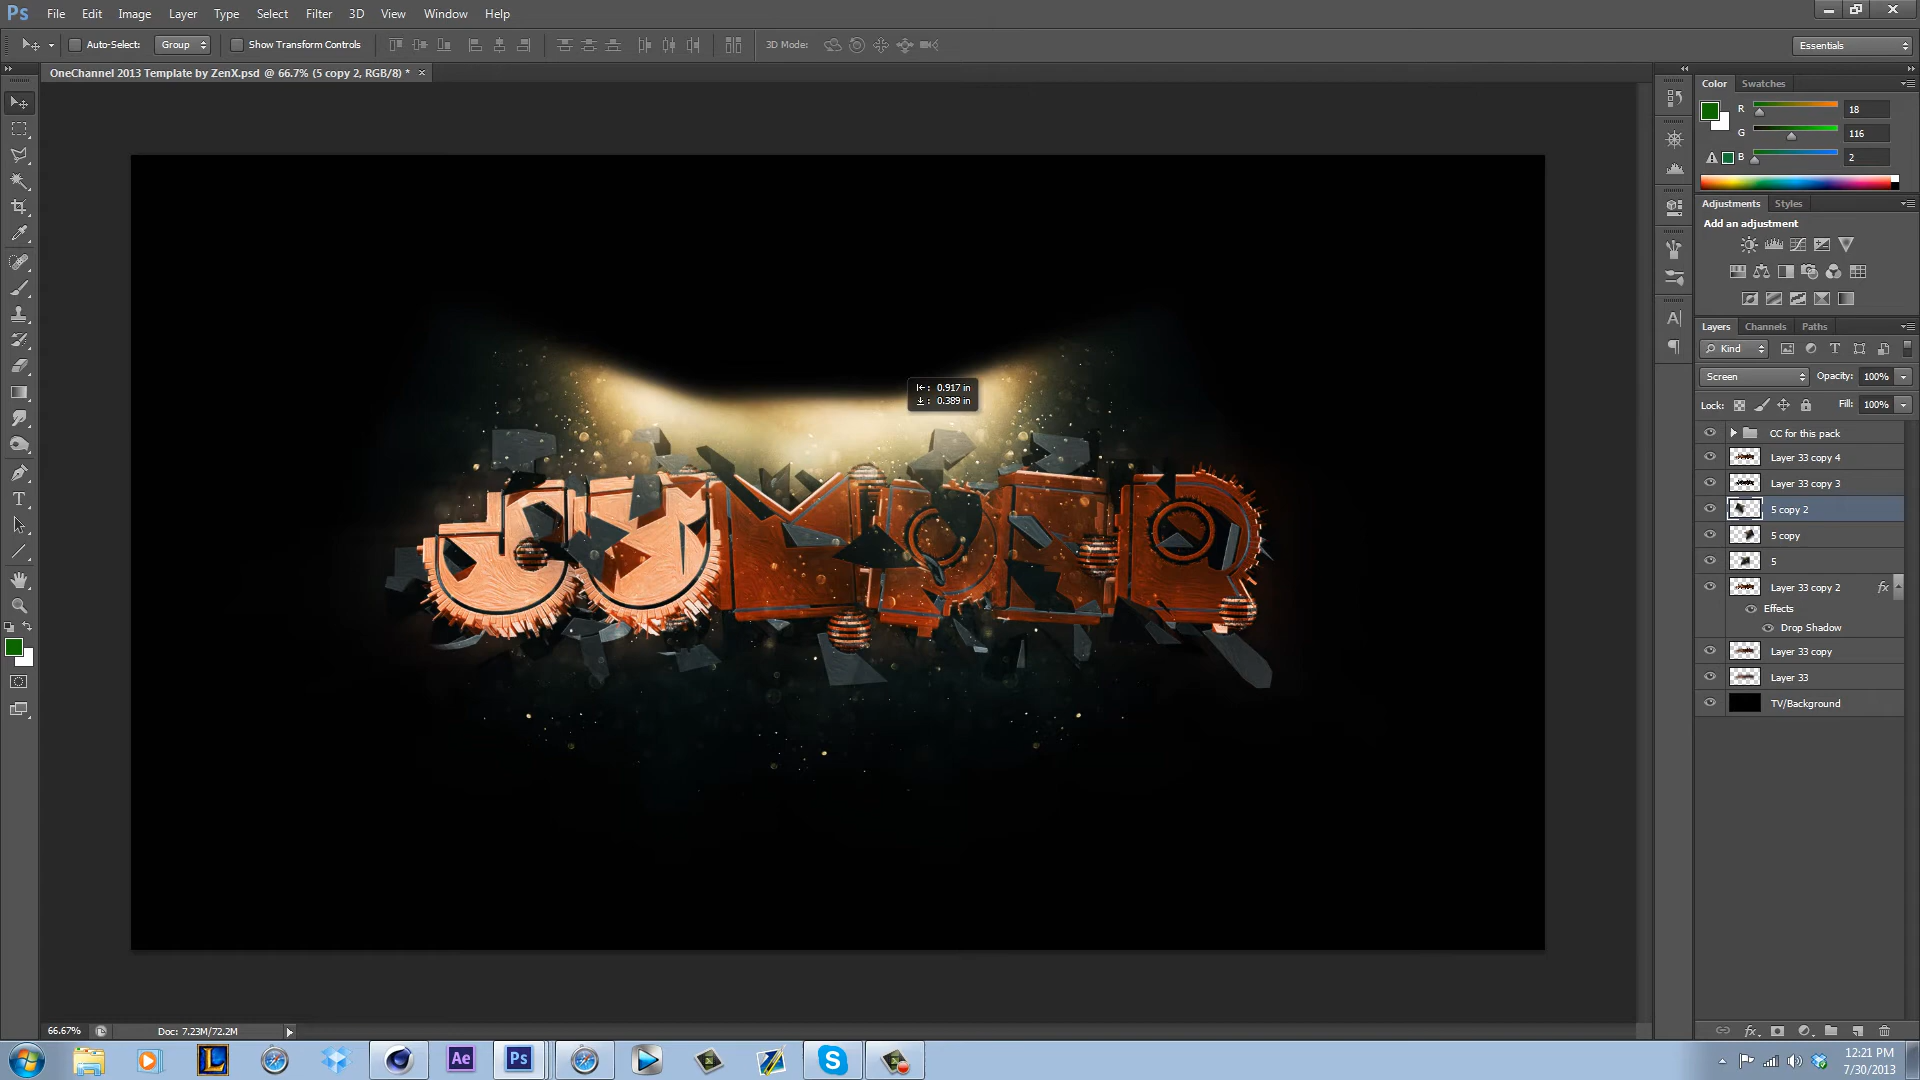 Ps File Edit Image Layer Type Select Filter 3D View Window Help
Auto-Select: Group Show Transform Controls 3D Mode: Essentials
OneChannel 2013 Template by ZenX.psd @ 66.7% (5 copy 2, RGB/8) * ×
Color Swatches
R 18
G 116
B 2
Adjustments Styles
Add an adjustment
Layers Channels Paths
Kind
Screen Opacity: 100%
Lock: Fill: 100%
CC for this pack
Layer 33 copy 4
Layer 33 copy 3
5 copy 2
5 copy
5
Layer 33 copy 2 fx
Effects
Drop Shadow
Layer 33 copy
Layer 33
TV/Background
0.917 in
0.389 in
66.67% Doc: 7.23M/72.2M
L Ae Ps S
12:21 PM
7/30/2013